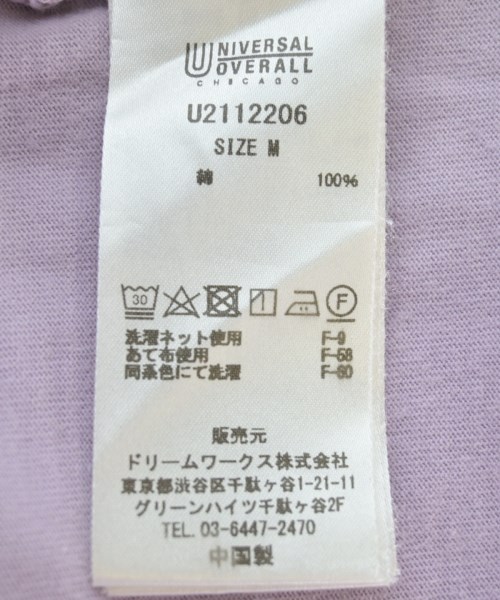 UNIVERSAL
OVERALL
CHICAGO
U2112206
SIZE M
綿 100%
30 F
洗濯ネット使用 F-9
あて布使用 F-58
同系色にて洗濯 F-60
販売元
ドリームワークス株式会社
東京都渋谷区千駄ヶ谷1-21-11
グリーンハイツ千駄ヶ谷2F
TEL. 03-6447-2470
中国製